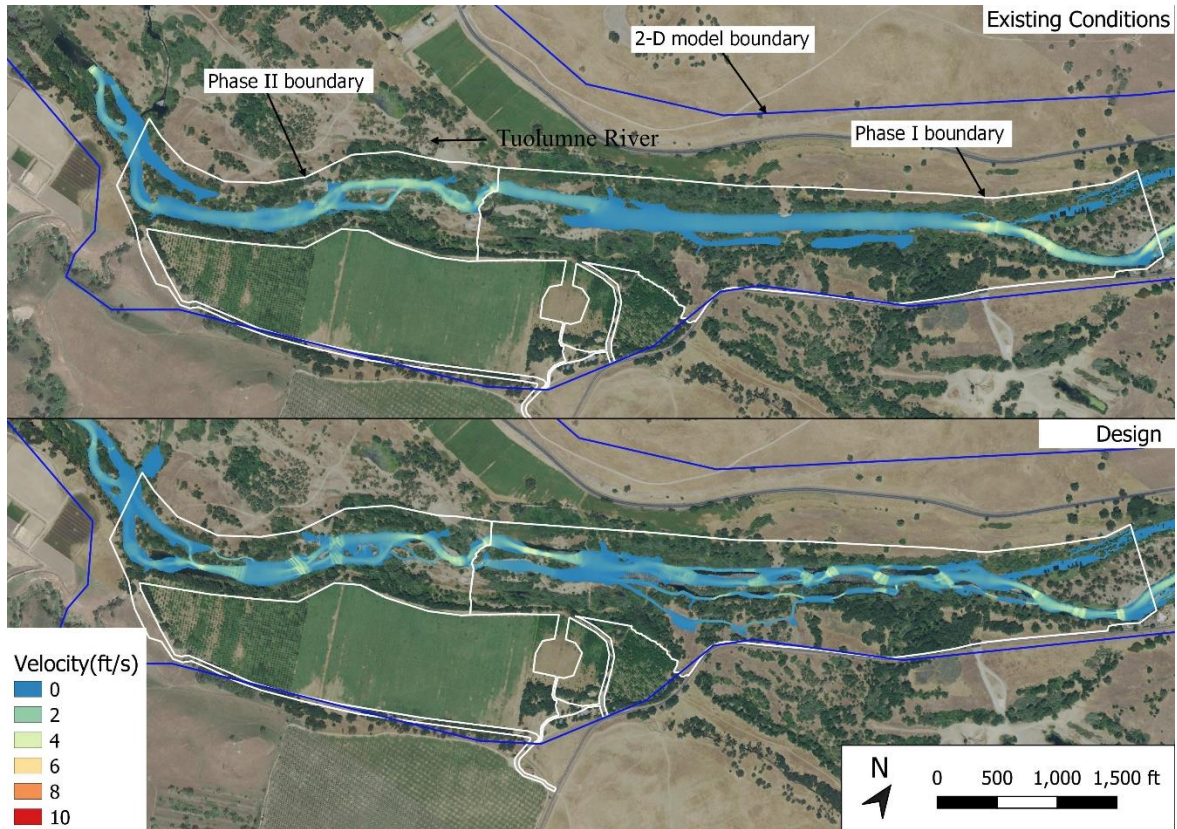 Existing Conditions
2-D model boundary
Phase II boundary
Phase I boundary
Tuolumne River
Design
Velocity(ft/s)
0
2
4
6
8
10
N
0 500 1,000 1,500 ft